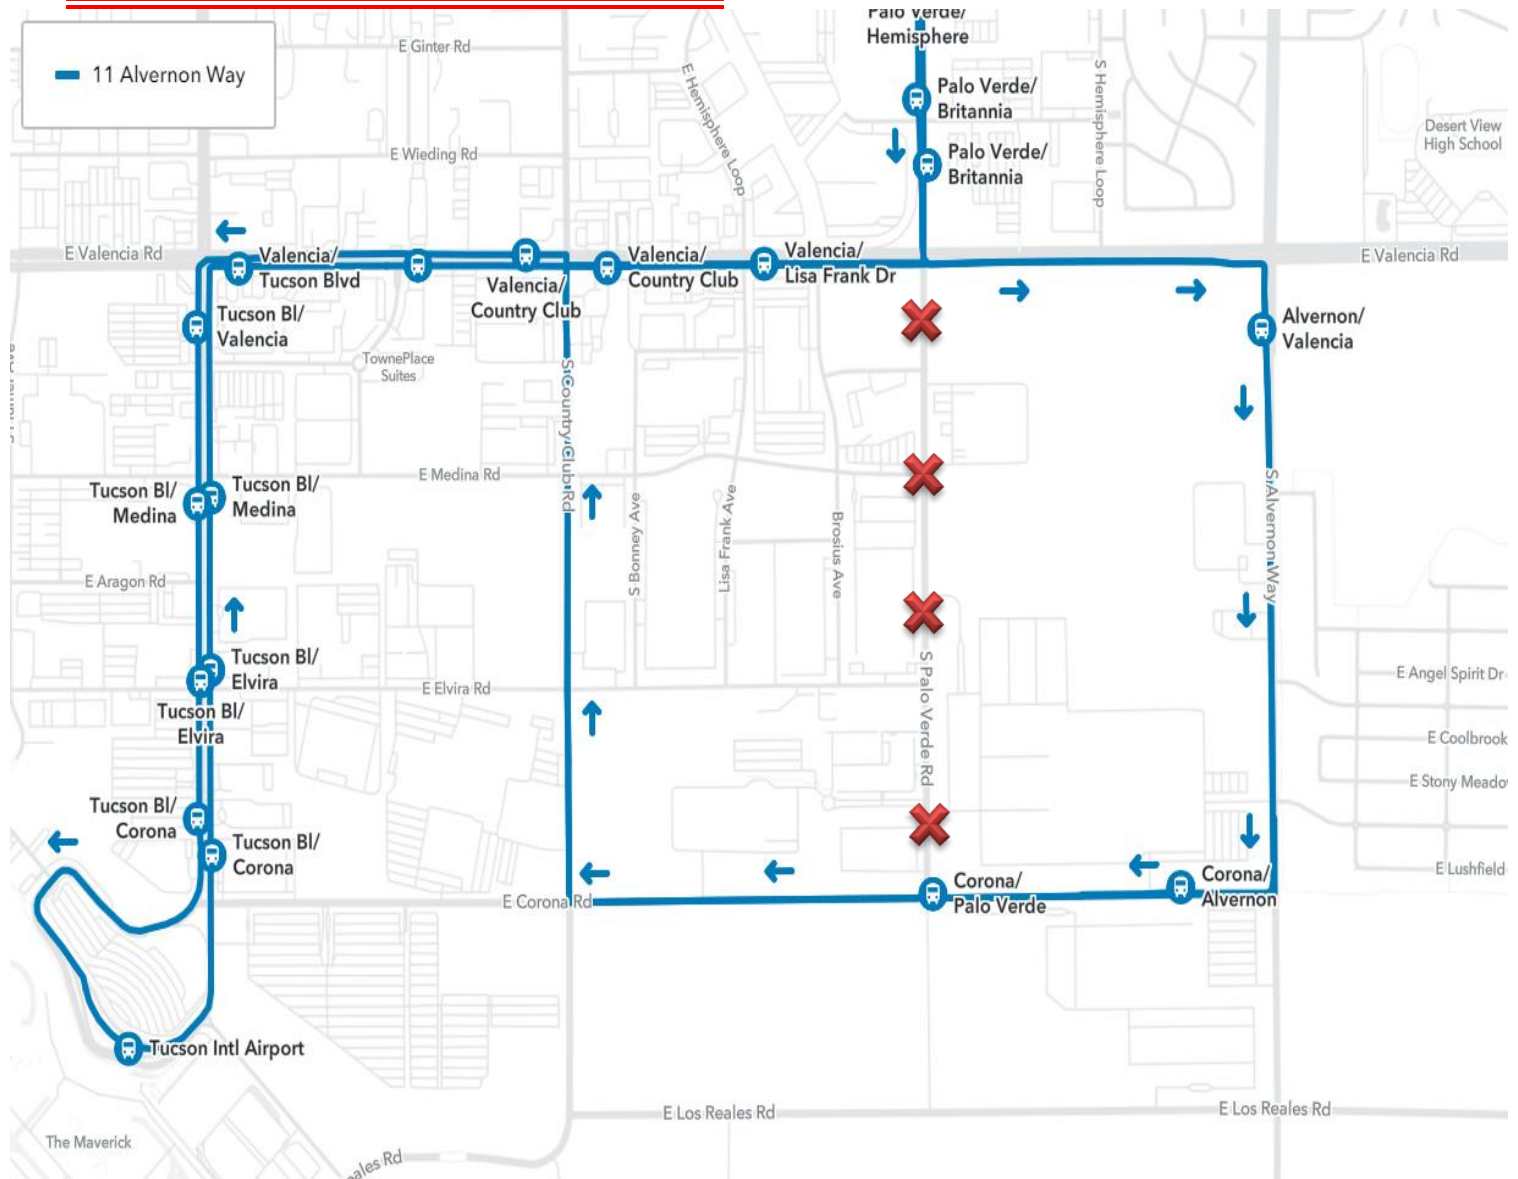 Palo Verde/
Hemisphere
11 Alvernon Way
E Ginter Rd
E Hemisphere Loop
S Hemisphere Loop
Palo Verde/
Britannia
Desert View
High School
E Wieding Rd
Palo Verde/
Britannia
E Valencia Rd
Valencia/
Tucson Blvd
Valencia/
Country Club
Valencia/
Country Club
Valencia/
Lisa Frank Dr
E Valencia Rd
Tucson Bl/
Valencia
Alvernon/
Valencia
TownePlace
Suites
S Country Club Rd
E Medina Rd
Tucson Bl/
Medina
Tucson Bl/
Medina
S Bonney Ave
Lisa Frank Ave
Brosius Ave
S Alvernon Way
E Aragon Rd
Tucson Bl/
Elvira
E Elvira Rd
S Palo Verde Rd
E Angel Spirit Dr
Tucson Bl/
Elvira
E Coolbrook
E Stony Meado
Tucson Bl/
Corona
Tucson Bl/
Corona
E Lushfield
Corona/
Palo Verde
Corona/
Alvernon
E Corona Rd
Tucson Intl Airport
E Los Reales Rd
E Los Reales Rd
The Maverick
ales Rd